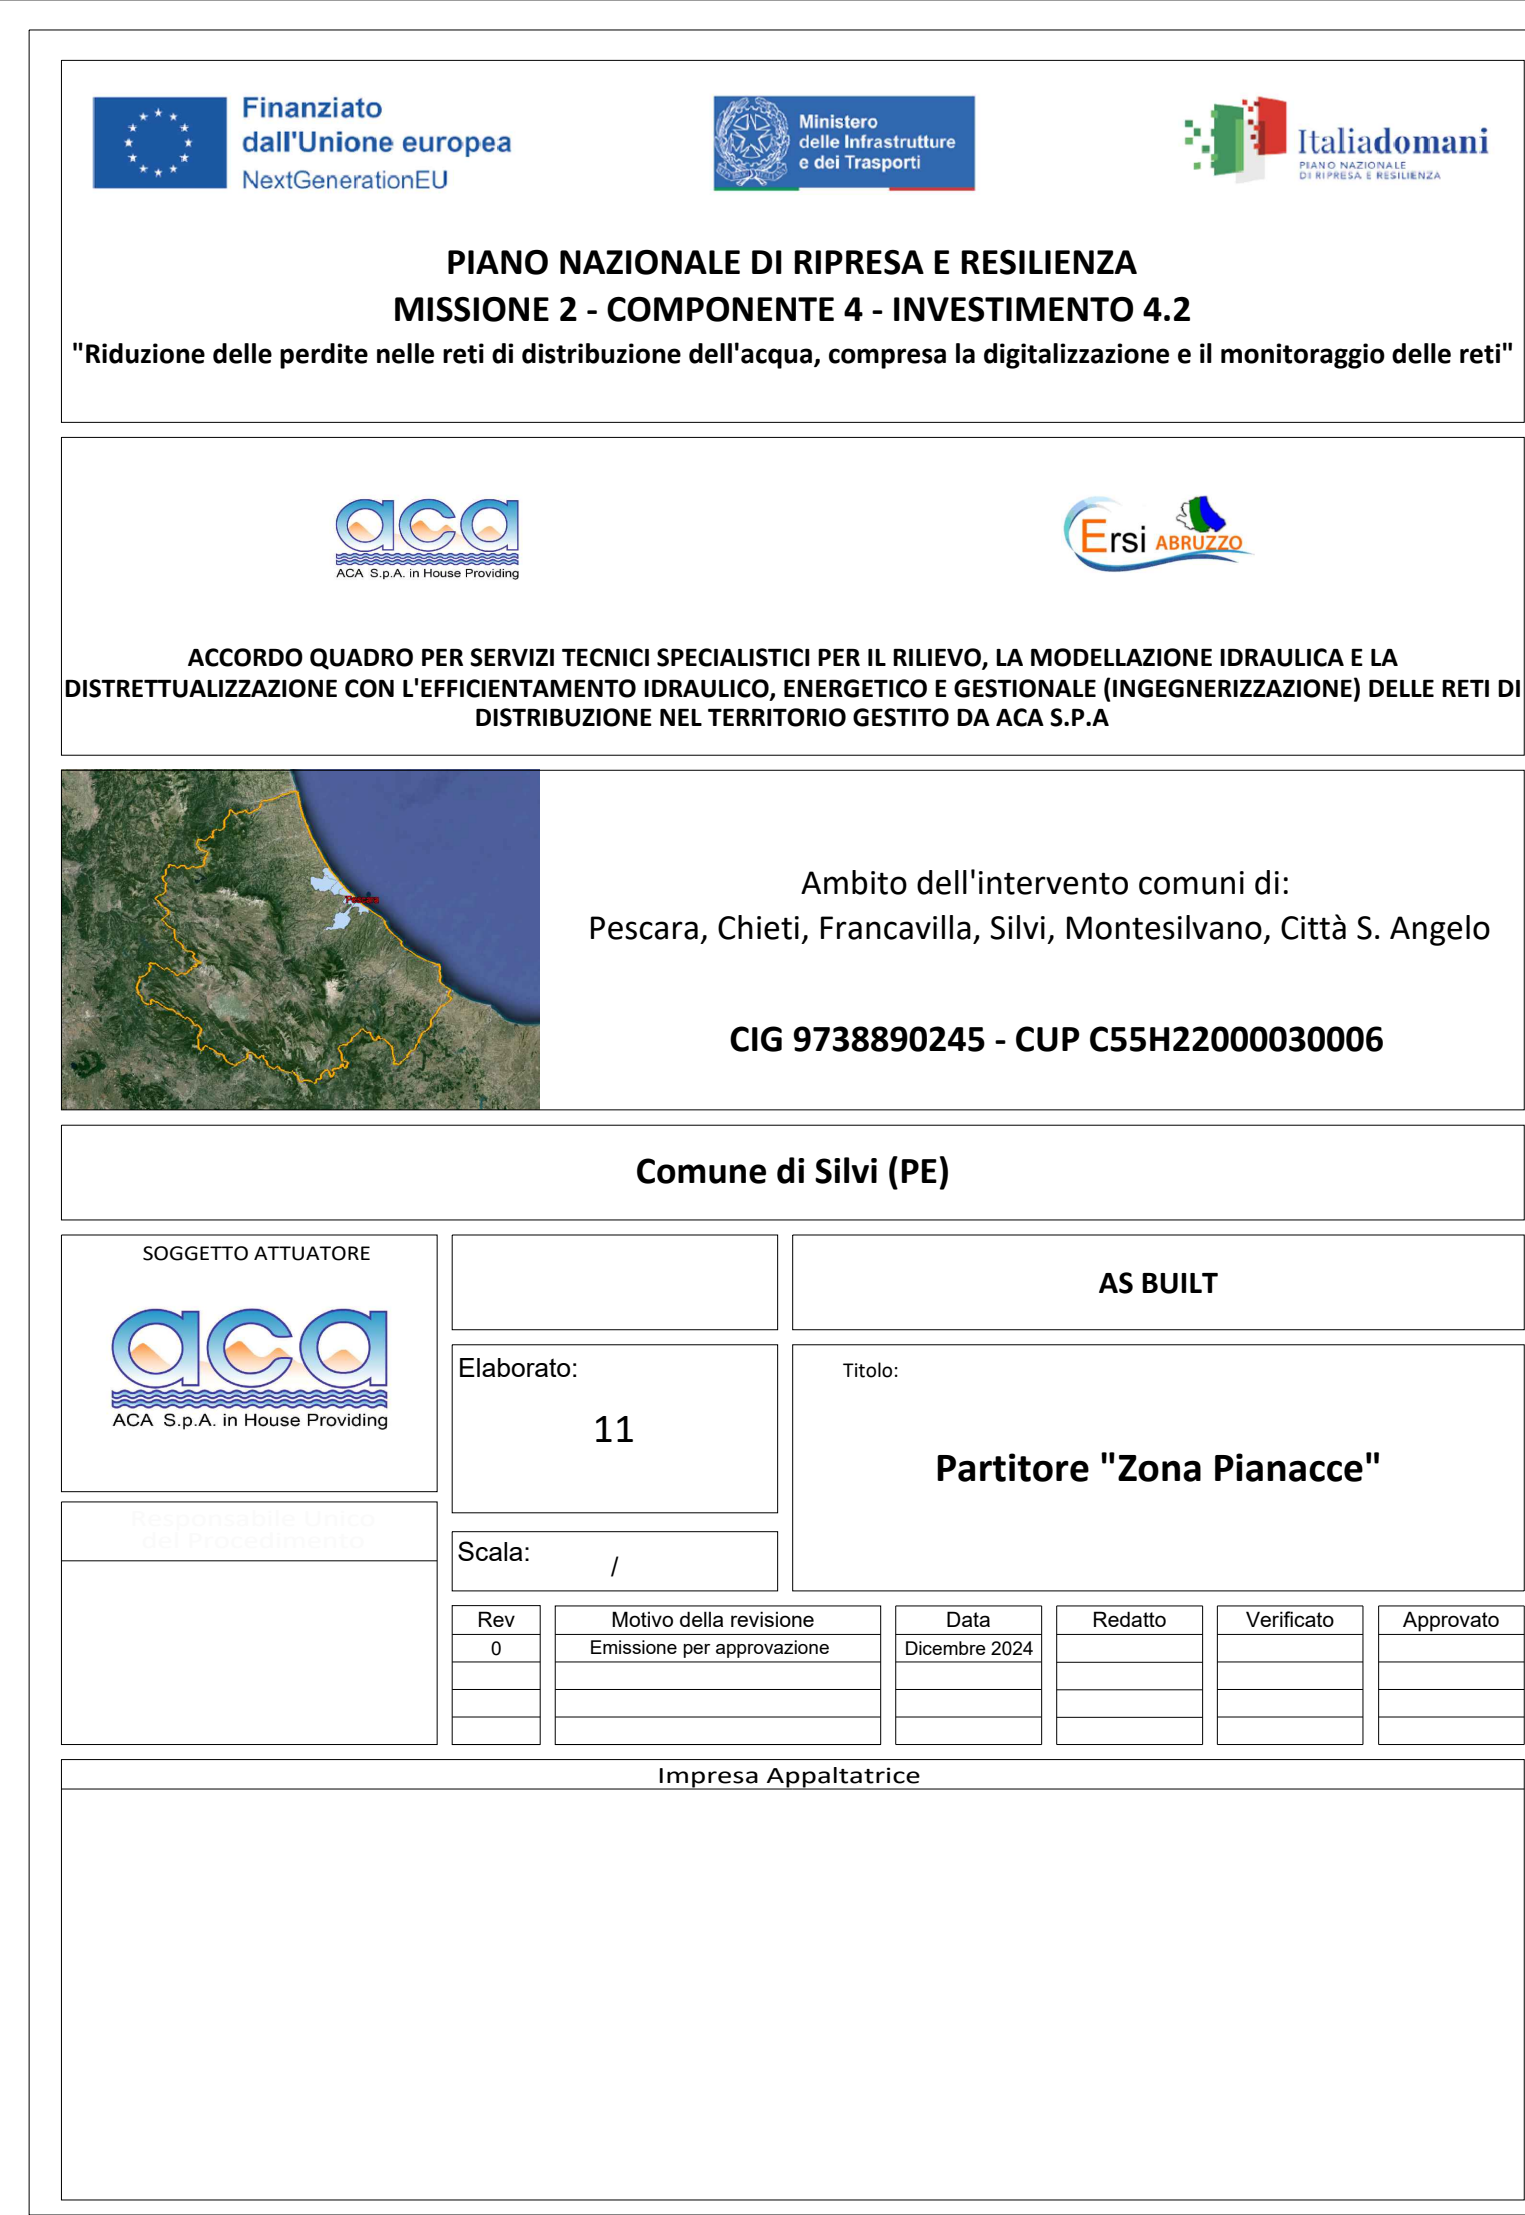 Finanziato
dall'Unione europea
NextGenerationEU
Ministero
delle Infrastrutture
e dei Trasporti
Italiadomani
PIANO NAZIONALE
DI RIPRESA E RESILIENZA
PIANO NAZIONALE DI RIPRESA E RESILIENZA
MISSIONE 2 - COMPONENTE 4 - INVESTIMENTO 4.2
"Riduzione delle perdite nelle reti di distribuzione dell'acqua, compresa la digitalizzazione e il monitoraggio delle reti"
aca
ACA S.p.A. in House Providing
Ersi ABRUZZO
ACCORDO QUADRO PER SERVIZI TECNICI SPECIALISTICI PER IL RILIEVO, LA MODELLAZIONE IDRAULICA E LA
DISTRETTUALIZZAZIONE CON L'EFFICIENTAMENTO IDRAULICO, ENERGETICO E GESTIONALE (INGEGNERIZZAZIONE) DELLE RETI DI
DISTRIBUZIONE NEL TERRITORIO GESTITO DA ACA S.P.A
Pescara
Ambito dell'intervento comuni di:
Pescara, Chieti, Francavilla, Silvi, Montesilvano, Città S. Angelo
CIG 9738890245 - CUP C55H22000030006
Comune di Silvi (PE)
SOGGETTO ATTUATORE
aca
ACA S.p.A. in House Providing
AS BUILT
Elaborato:
11
Titolo:
Partitore "Zona Pianacce"
Responsabile Unico
del Procedimento
Scala: /
Rev Motivo della revisione Data Redatto Verificato Approvato
0 Emissione per approvazione Dicembre 2024
Impresa Appaltatrice